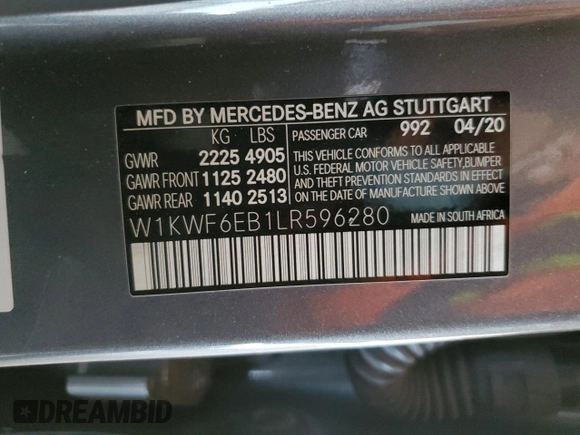 MFD BY MERCEDES-BENZ AG STUTTGART
KG LBS PASSENGER CAR 992 04/20
GVWR 2225 4905
GAWR FRONT 1125 2480
GAWR REAR 1140 2513
THIS VEHICLE CONFORMS TO ALL APPLICABLE
U.S. FEDERAL MOTOR VEHICLE SAFETY,BUMPER
AND THEFT PREVENTION STANDARDS IN
EFFECT ON THE DATE OF MANUFACTURE
SHOWN ABOVE.
W1KWF6EB1LR596280 MADE IN SOUTH AFRICA
DREAMBID